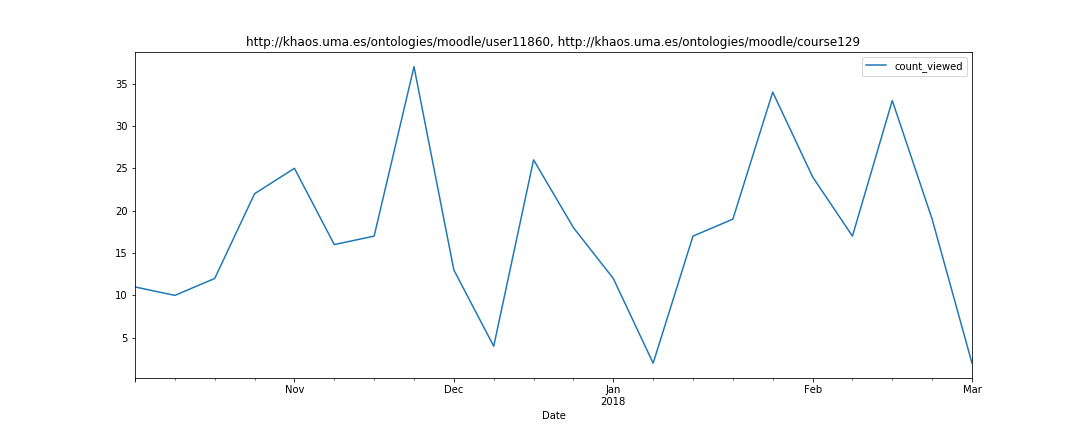 http://khaos.uma.es/ontologies/moodle/user11860, http://khaos.uma.es/ontologies/moodle/course129
count_viewed
35
30
25
20
15
10
5
Nov
Dec
Jan
2018
Feb
Mar
Date